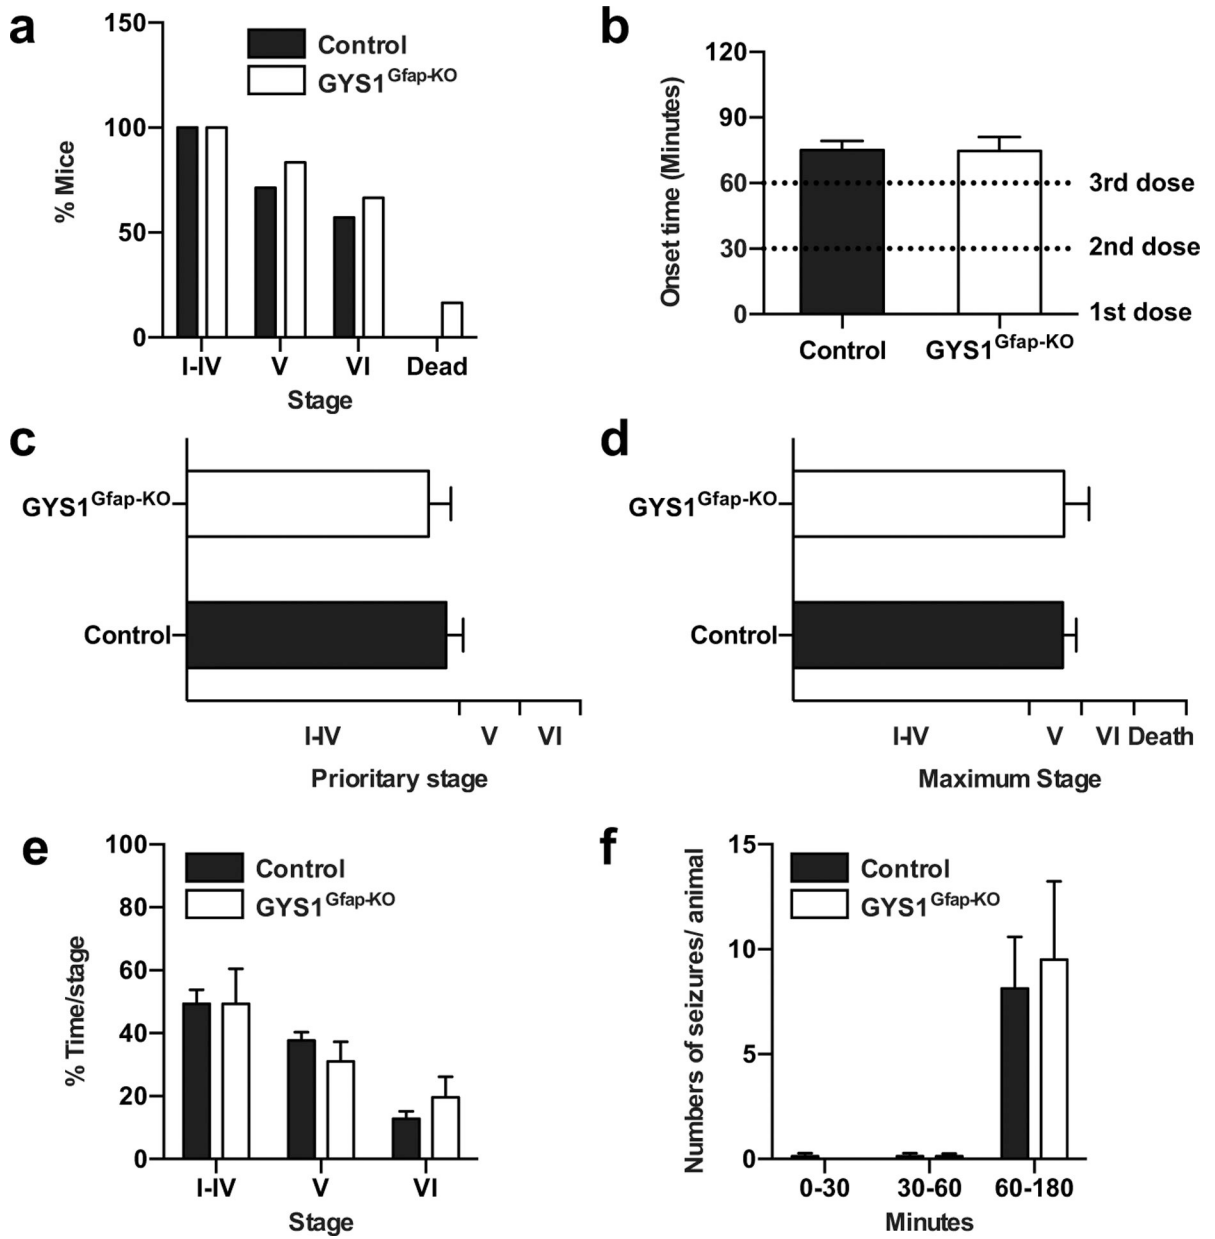 a
150
100
50
0
% Mice
Control
GYS1Gfap-KO
I-IV V VI Dead
Stage
b
120
90
60
30
0
Onset time (Minutes)
3rd dose
2nd dose
1st dose
Control GYS1Gfap-KO
c
GYS1Gfap-KO
Control
I-IV V VI
Prioritary stage
d
GYS1Gfap-KO
Control
I-IV V VI Death
Maximum Stage
e
100
80
60
40
20
0
% Time/stage
Control
GYS1Gfap-KO
I-IV V VI
Stage
f
15
10
5
0
Numbers of seizures/ animal
Control
GYS1Gfap-KO
0-30 30-60 60-180
Minutes